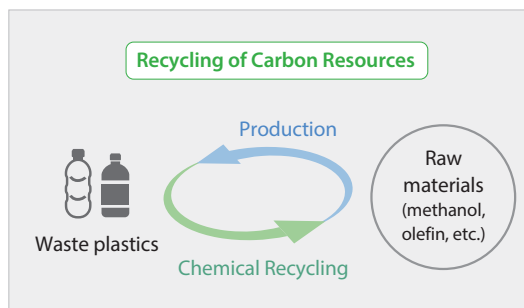 Recycling of Carbon Resources
Production
Raw
materials
(methanol,
olefin, etc.)
Waste plastics
Chemical Recycling